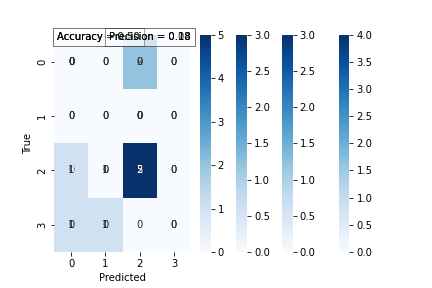 Accuracy Precision = 0.18
0 0 0 0
1 0 0 0 0
2 0 0
3 0 0
0 1 2 3
True
Predicted
5 4 3 2 1 0
3.0 2.5 2.0 1.5 1.0 0.5 0.0
3.0 2.5 2.0 1.5 1.0 0.5 0.0
4.0 3.5 3.0 2.5 2.0 1.5 1.0 0.5 0.0